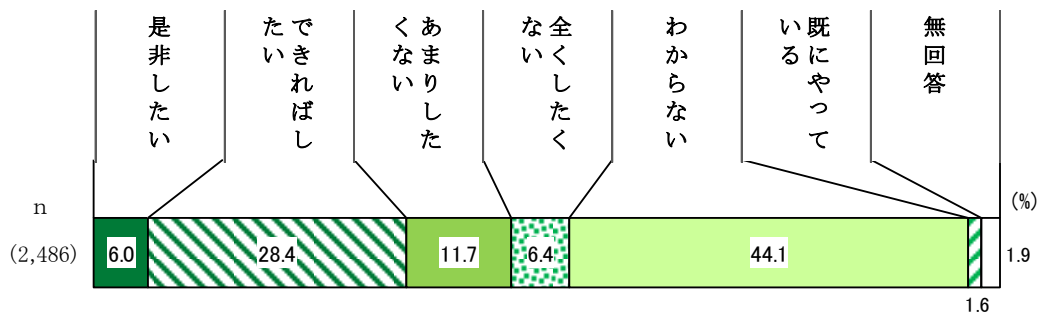 是非したい
できればし
たい
あまりした
くない
全くしたく
ない
わからない
既にやって
いる
無回答
(%)
n
(2,486)
6.0
28.4
11.7
6.4
44.1
1.9
1.6